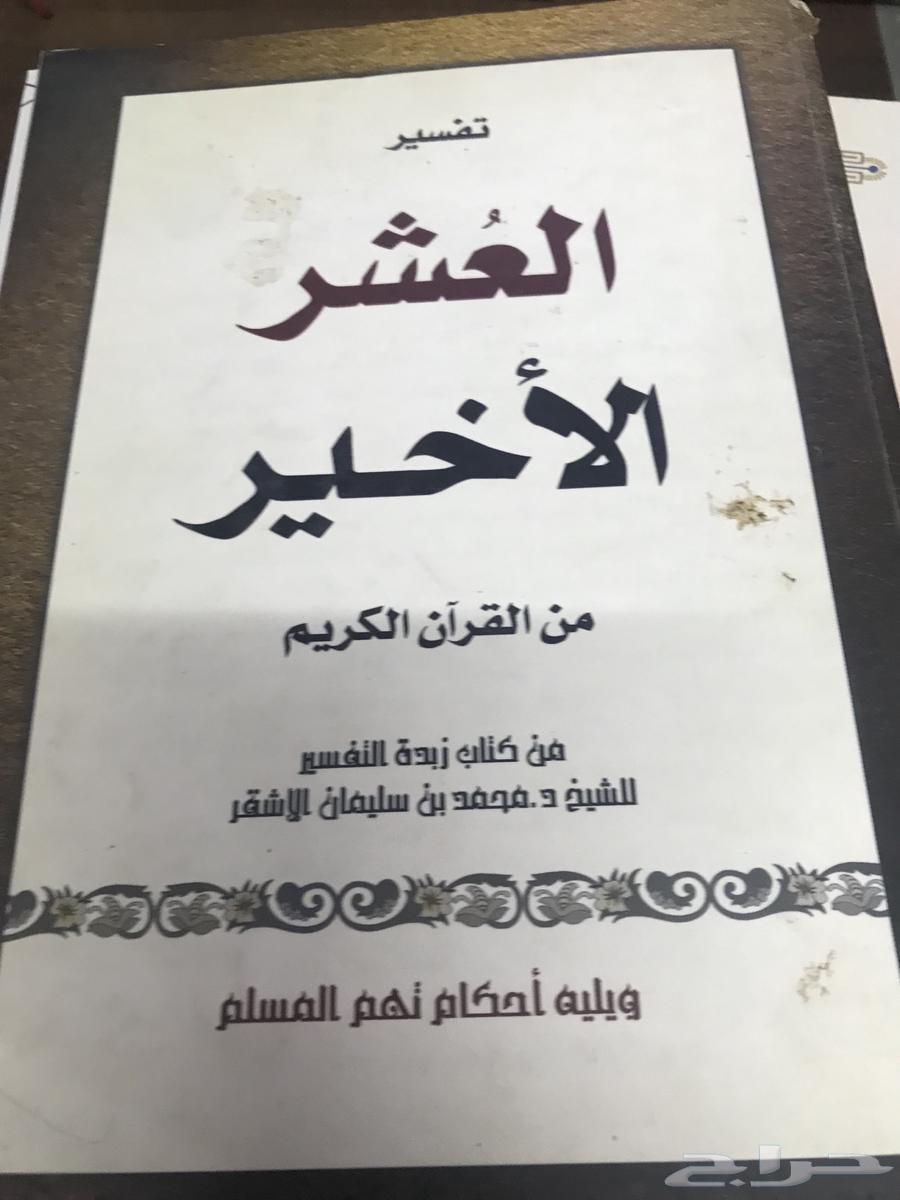 تفسير
العُشر
الأخير
من القرآن الكريم
من كتاب زبدة التفسير
للشيخ د.محمد بن سليمان الاشقر
ويليه أحكام تهم المسلم
حراج